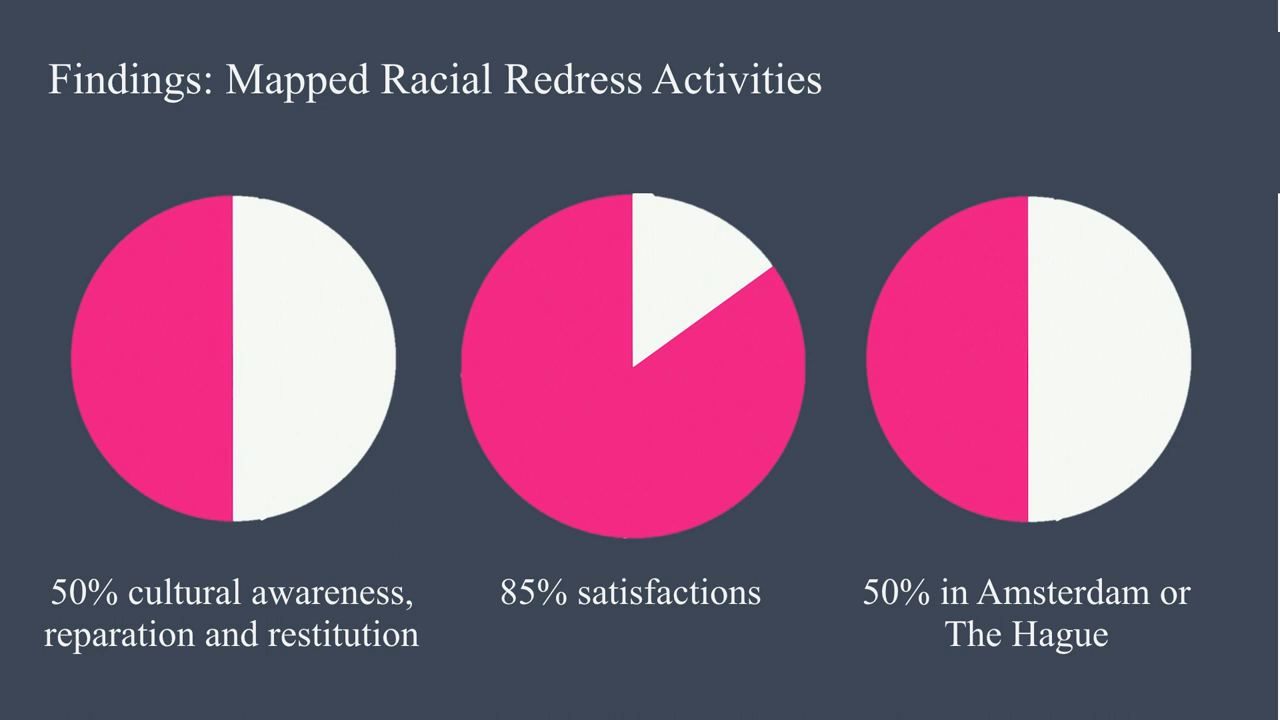 Findings: Mapped Racial Redress Activities
50% cultural awareness,
reparation and restitution
85% satisfactions
50% in Amsterdam or
The Hague